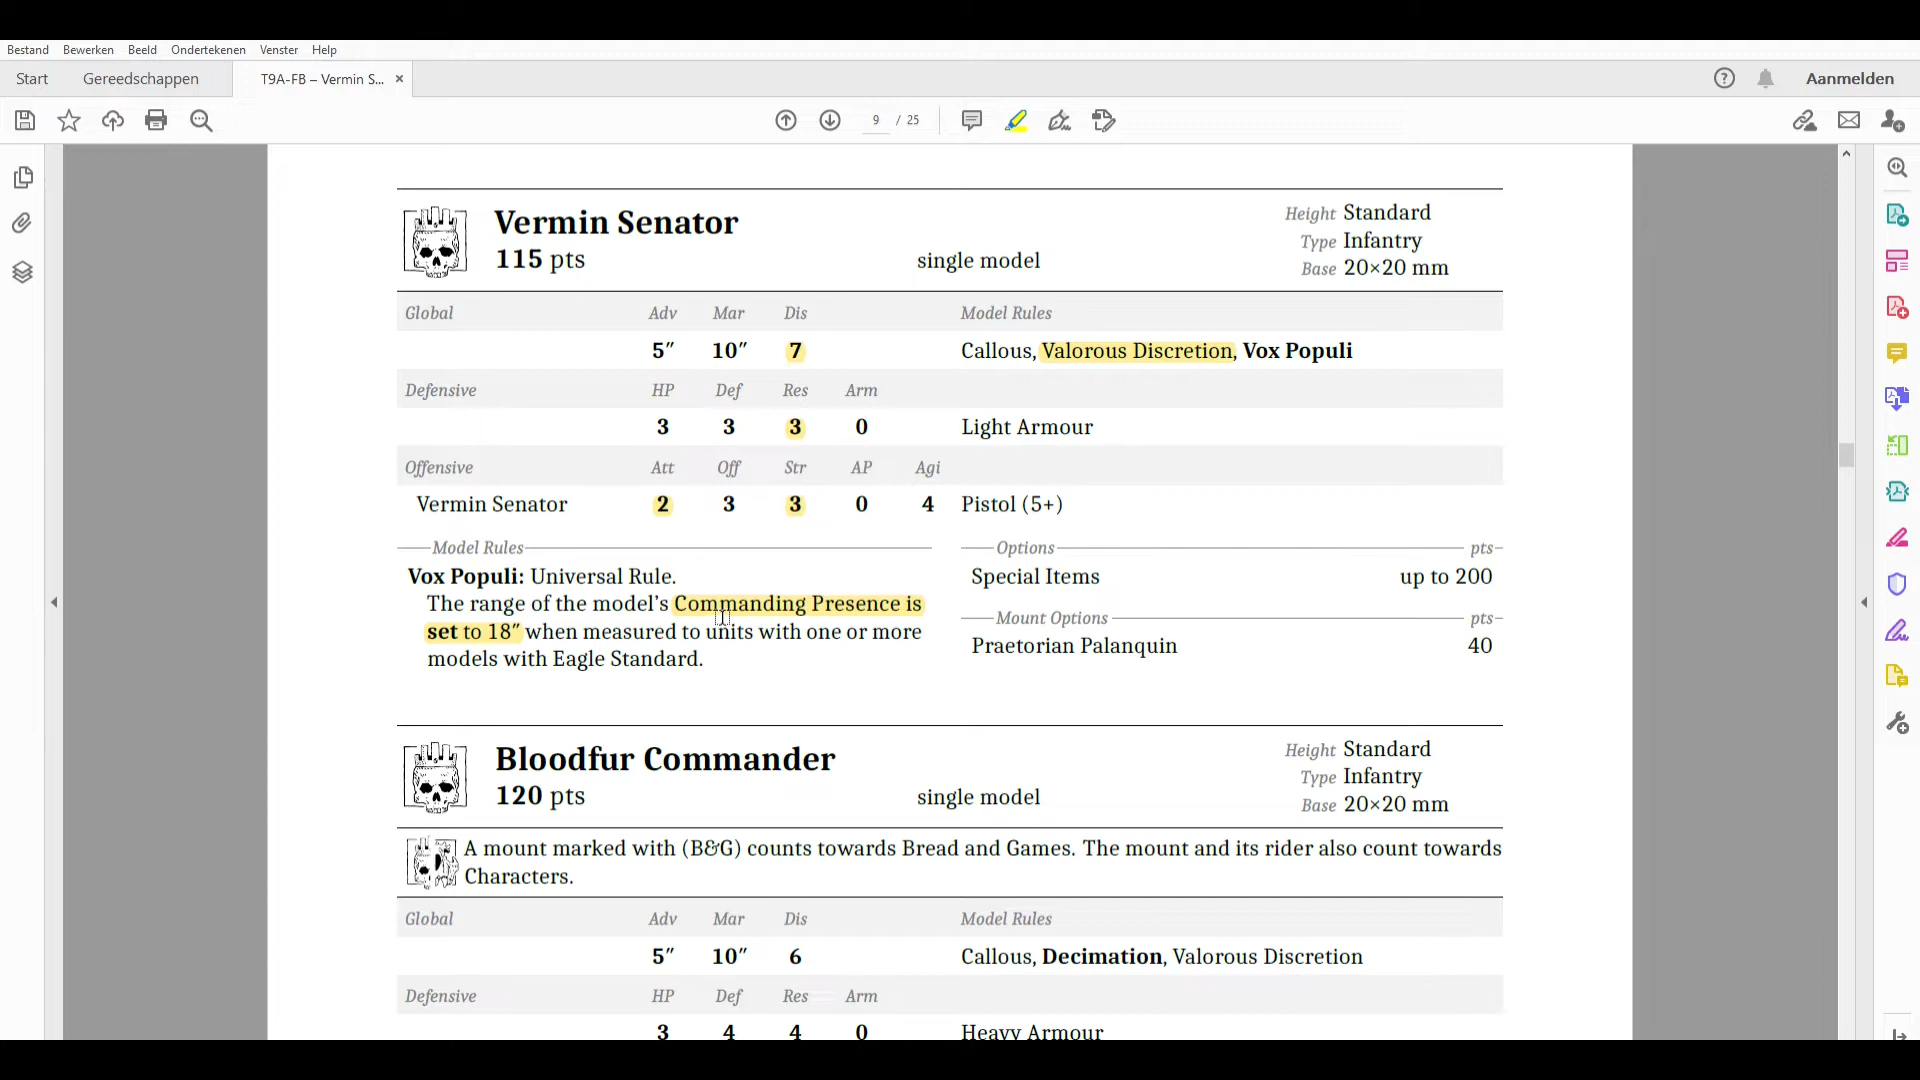 Bestand Bewerken Beeld Ondertekenen Venster Help
Start Gereedschappen T9A-FB – Vermin S... × Aanmelden
9 / 25
Vermin Senator
115 pts single model
Height Standard
Type Infantry
Base 20×20 mm
Global Adv Mar Dis Model Rules
5″ 10″ 7 Callous, Valorous Discretion, Vox Populi
Defensive HP Def Res Arm
3 3 3 0 Light Armour
Offensive Att Off Str AP Agi
Vermin Senator 2 3 3 0 4 Pistol (5+)
Model Rules
Vox Populi: Universal Rule.
The range of the model’s Commanding Presence is
set to 18″ when measured to units with one or more
models with Eagle Standard.
Options pts
Special Items up to 200
Mount Options pts
Praetorian Palanquin 40
Bloodfur Commander
120 pts single model
Height Standard
Type Infantry
Base 20×20 mm
A mount marked with (B&G) counts towards Bread and Games. The mount and its rider also count towards
Characters.
Global Adv Mar Dis Model Rules
5″ 10″ 6 Callous, Decimation, Valorous Discretion
Defensive HP Def Res Arm
3 4 4 0 Heavy Armour